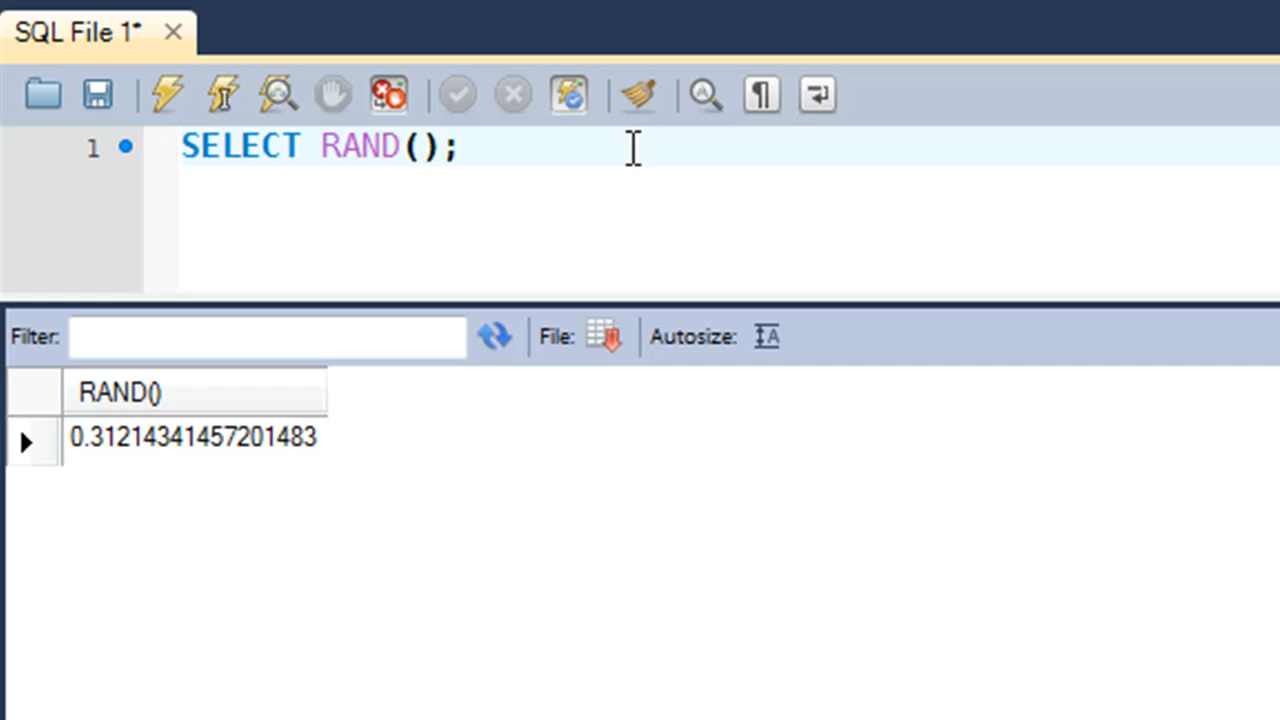 SQL File 1*
1 SELECT RAND();
Filter: File: Autosize:
RAND()
0.31214341457201483